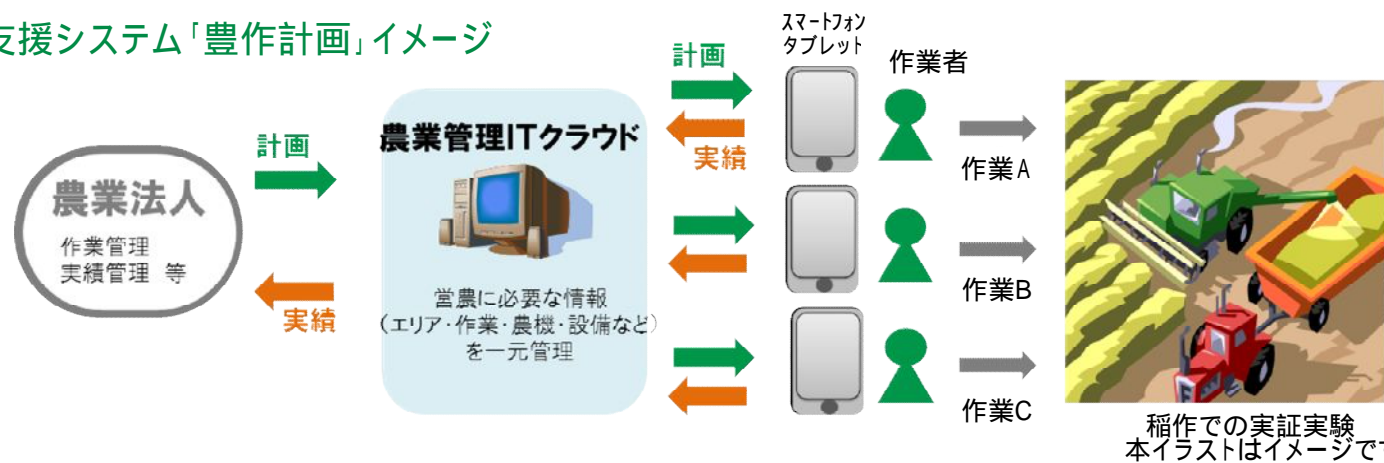 支援システム「豊作計画」イメージ
スマートフォン
タブレット
作業者
計画
実績
農業管理ITクラウド
計画
農業法人
作業管理
実績管理 等
実績
営農に必要な情報
(エリア・作業・農機・設備など)
を一元管理
作業A
作業B
作業C
稲作での実証実験
本イラストはイメージで